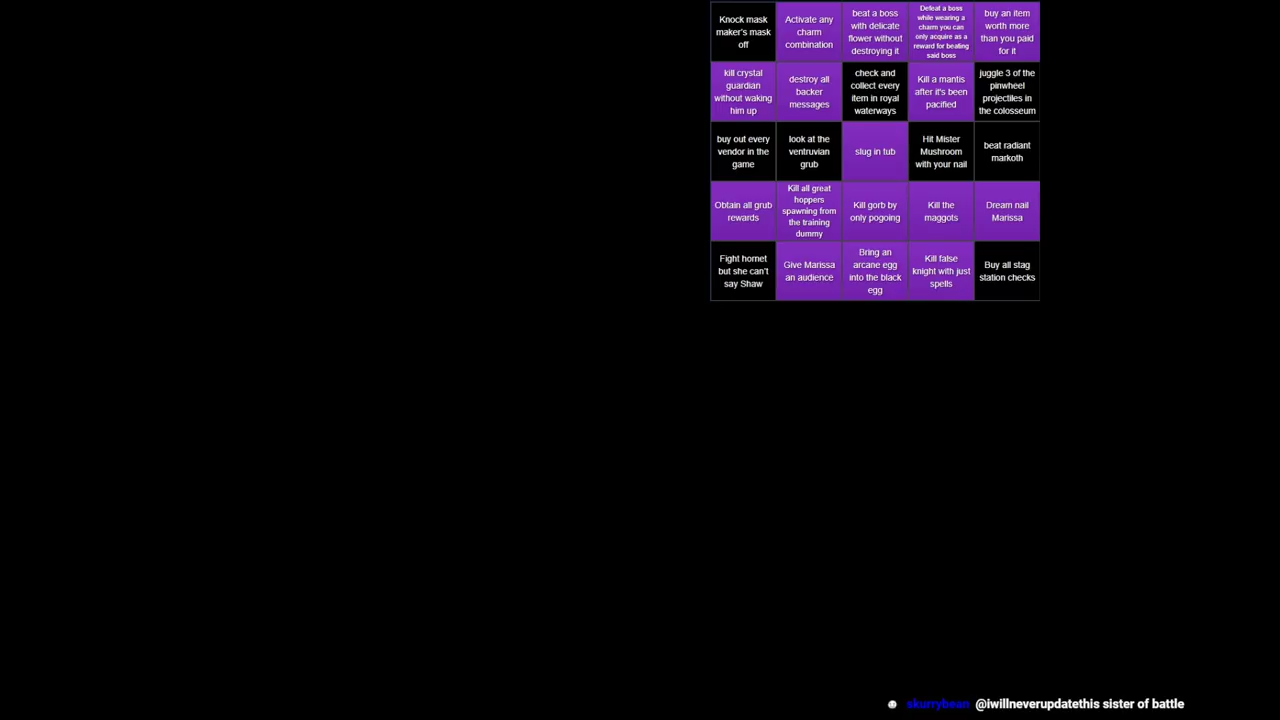 Knock mask
maker's mask
off
Activate any
charm
combination
beat a boss
with delicate
flower without
destroying it
Defeat a boss
while wearing a
charm you can
only acquire as a
reward for beating
said boss
buy an item
worth more
than you paid
for it
kill crystal
guardian
without waking
him up
destroy all
backer
messages
check and
collect every
item in royal
waterways
Kill a mantis
after it's been
pacified
juggle 3 of the
pinwheel
projectiles in
the colosseum
buy out every
vendor in the
game
look at the
ventruvian
grub
slug in tub
Hit Mister
Mushroom
with your nail
beat radiant
markoth
Obtain all grub
rewards
Kill all great
hoppers
spawning from
the training
dummy
Kill gorb by
only pogoing
Kill the
maggots
Dream nail
Marissa
Fight hornet
but she can't
say Shaw
Give Marissa
an audience
Bring an
arcane egg
into the black
egg
Kill false
knight with just
spells
Buy all stag
station checks
skurrybean @iwillneverupdatethis sister of battle